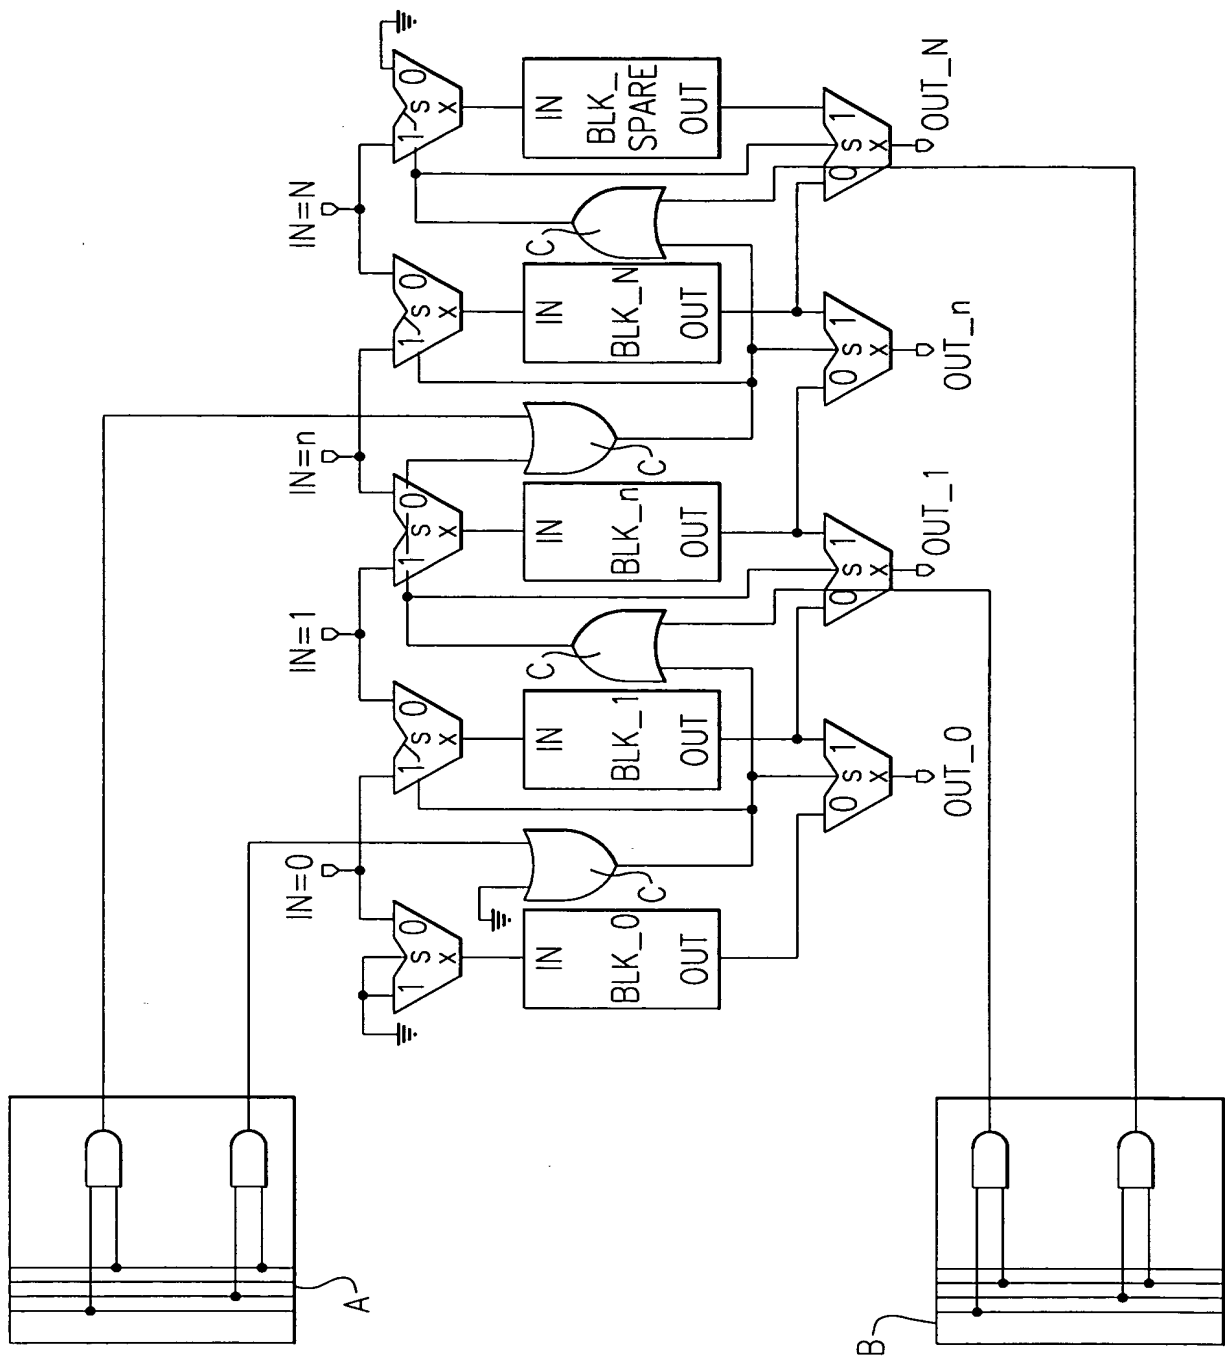 IN=0
IN=1
IN=n
IN=N
1 S 0 X
1 S 0 X
1 S 0 X
1 S 0 X
1 S 0 X
C
C
C
C
IN BLK_0 OUT
IN BLK_1 OUT
IN BLK_n OUT
IN BLK_N OUT
IN BLK_SPARE OUT
0 S 1 X
0 S 1 X
0 S 1 X
0 S 1 X
OUT_0
OUT_1
OUT_n
OUT_N
A
B